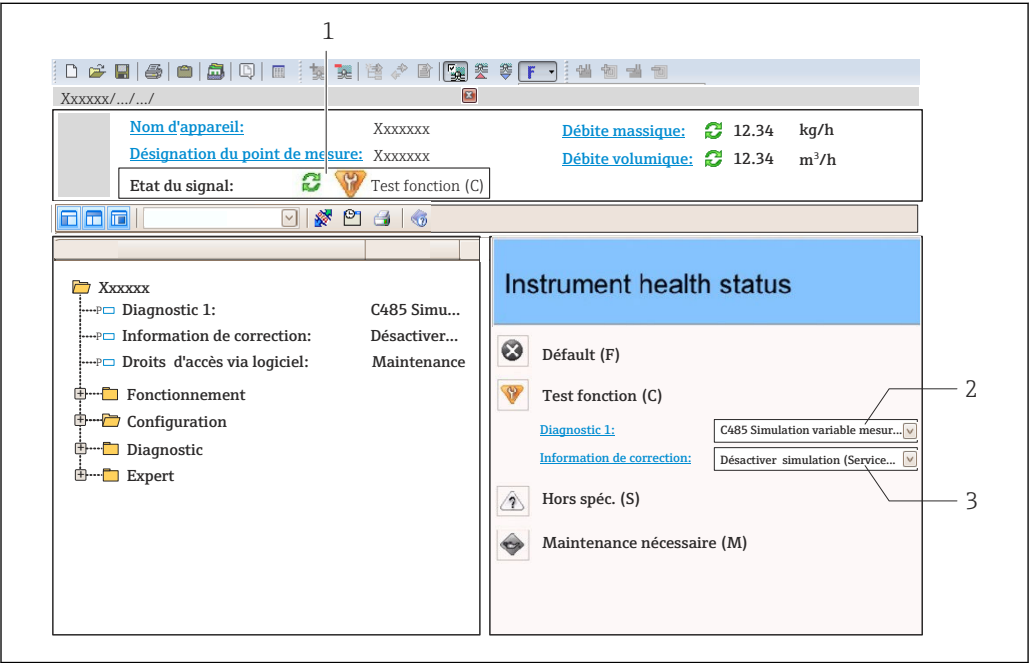 1
F
Xxxxxx/.../.../
Nom d'appareil: Xxxxxxx Débite massique: 12.34 kg/h
Désignation du point de mesure: Xxxxxxx Débite volumique: 12.34 m³/h
Etat du signal: Test fonction (C)
Instrument health status
Xxxxxx
P Diagnostic 1: C485 Simu...
P Information de correction: Désactiver...
P Droits d'accès via logiciel: Maintenance
Fonctionnement
Configuration
Diagnostic
Expert
Défault (F)
Test fonction (C)
2
Diagnostic 1: C485 Simulation variable mesur...
Information de correction: Désactiver simulation (Service...
3
Hors spéc. (S)
Maintenance nécessaire (M)